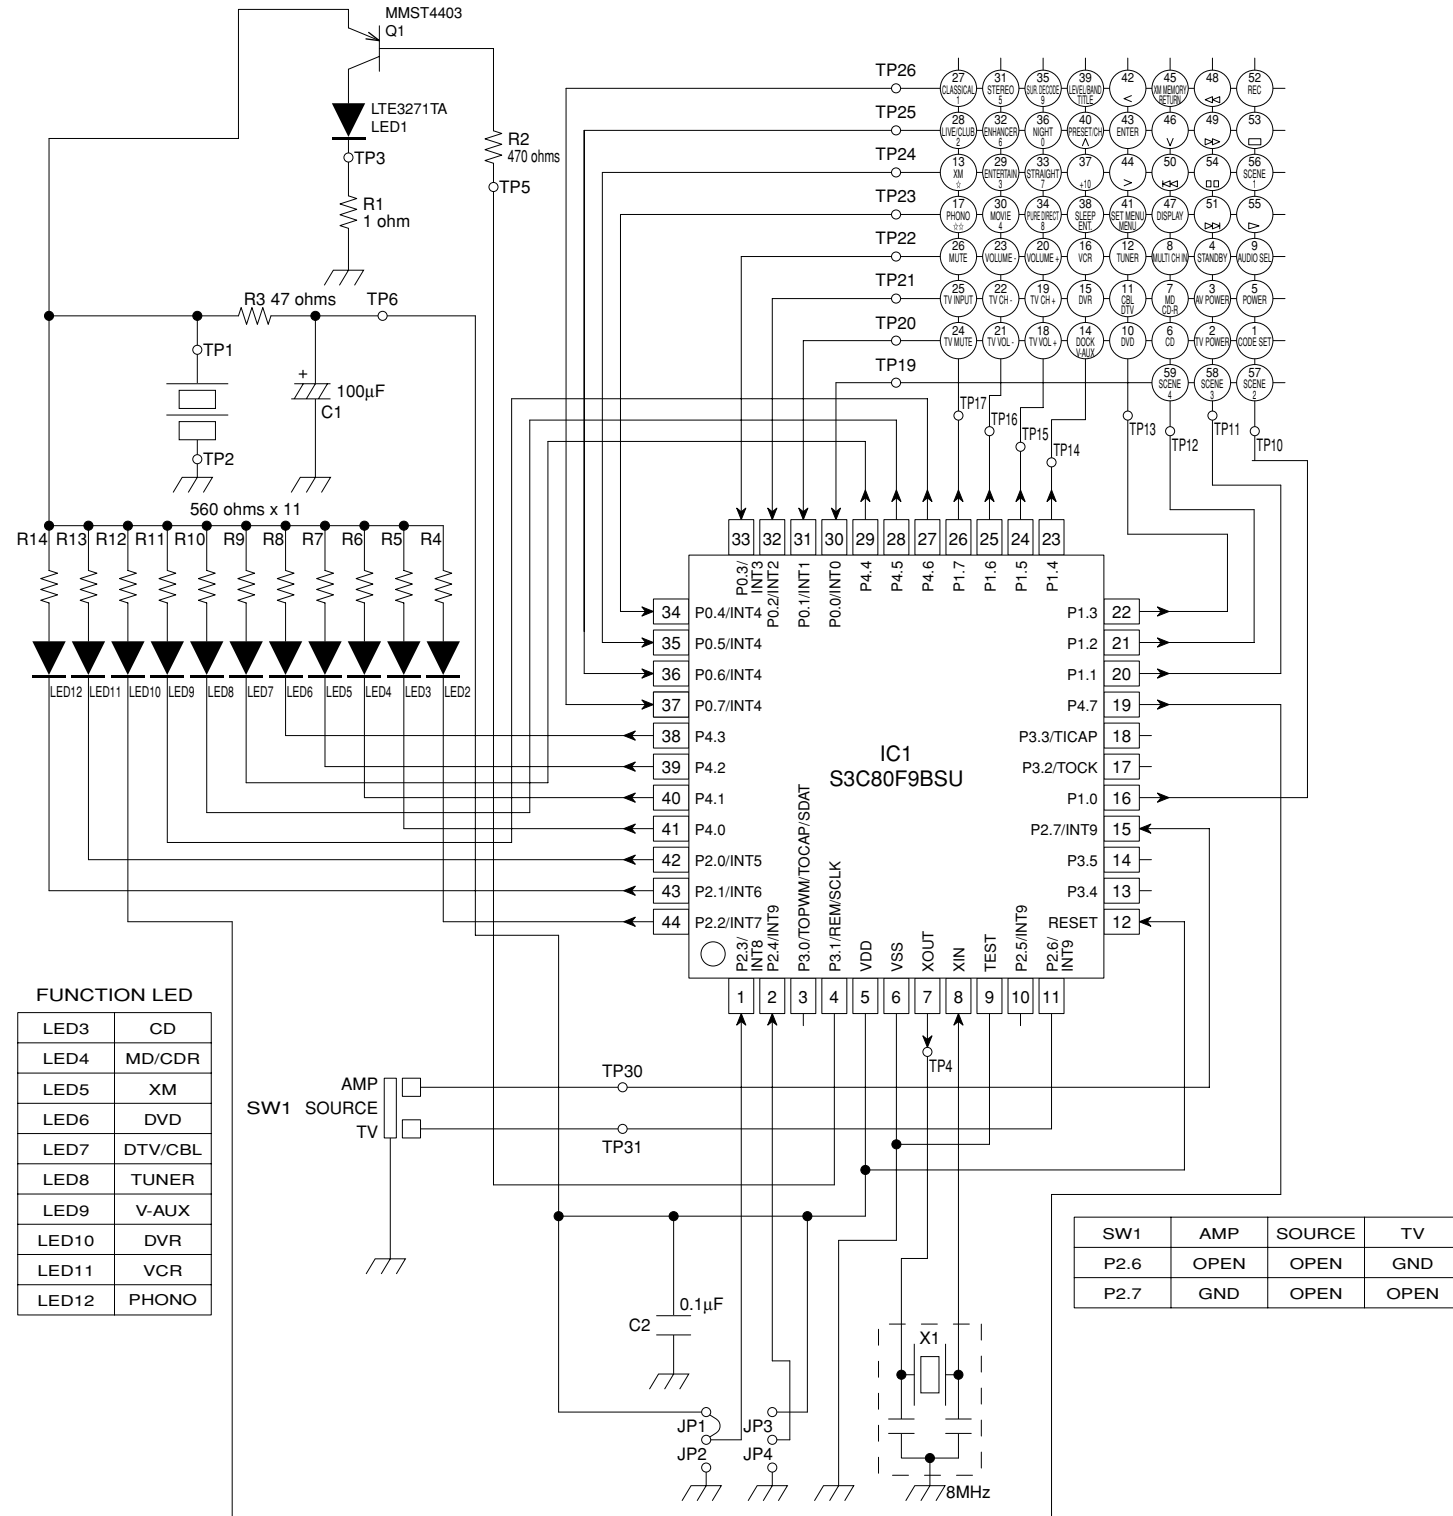 MMST4403
Q1
LTE3271TA
LED1
TP3
R1
1 ohm
R2
470 ohms
TP5
R3 47 ohms
TP6
TP1
TP2
+
100µF
C1
560 ohms x 11
R14 R13 R12 R11 R10 R9 R8 R7 R6 R5 R4
LED12 LED11 LED10 LED9 LED8 LED7 LED6 LED5 LED4 LED3 LED2
TP26
27 CLASSICAL 1
31 STEREO 5
35 SUR. DECODE 9
39 LEVEL/BAND TITLE
42 <
45 XM MEMORY RETURN
48
52 REC
TP25
28 LIVE/CLUB 2
32 ENHANCER 6
36 NIGHT 0
40 PRESET/CH
43 ENTER
46
49
53
TP24
13 XM ☆
29 ENTERTAIN 3
33 STRAIGHT 7
37 +10
44 >
50
54
56 SCENE 1
TP23
17 PHONO ☆☆
30 MOVIE 4
34 PURE DIRECT 8
38 SLEEP ENT.
41 SET MENU MENU
47 DISPLAY
51
55
TP22
26 MUTE
23 VOLUME -
20 VOLUME +
16 VCR
12 TUNER
8 MULTI CH IN
4 STANDBY
9 AUDIO SEL
TP21
25 TV INPUT
22 TV CH -
19 TV CH +
15 DVR
11 CBL DTV
7 MD CD-R
3 AV POWER
5 POWER
TP20
24 TV MUTE
21 TV VOL -
18 TV VOL +
14 DOCK V-AUX
10 DVD
6 CD
2 TV POWER
1 CODE SET
TP19
59 SCENE 4
58 SCENE 3
57 SCENE 2
TP17
TP16
TP15
TP14
TP13
TP12
TP11
TP10
33 32 31 30 29 28 27 26 25 24 23
P0.3/
INT3
P0.2/INT2
P0.1/INT1
P0.0/INT0
P4.4
P4.5
P4.6
P1.7
P1.6
P1.5
P1.4
34 P0.4/INT4
35 P0.5/INT4
36 P0.6/INT4
37 P0.7/INT4
38 P4.3
39 P4.2
40 P4.1
41 P4.0
42 P2.0/INT5
43 P2.1/INT6
44 P2.2/INT7
IC1
S3C80F9BSU
P1.3 22
P1.2 21
P1.1 20
P4.7 19
P3.3/TICAP 18
P3.2/TOCK 17
P1.0 16
P2.7/INT9 15
P3.5 14
P3.4 13
RESET 12
P2.3/
INT8
P2.4/INT9
P3.0/TOPWM/TOCAP/SDAT
P3.1/REM/SCLK
VDD
VSS
XOUT
XIN
TEST
P2.5/INT9
P2.6/
INT9
1 2 3 4 5 6 7 8 9 10 11
TP4
FUNCTION LED
LED3 CD
LED4 MD/CDR
LED5 XM
LED6 DVD
LED7 DTV/CBL
LED8 TUNER
LED9 V-AUX
LED10 DVR
LED11 VCR
LED12 PHONO
SW1
AMP
SOURCE
TV
TP30
TP31
0.1µF
C2
JP1
JP2
JP3
JP4
X1
8MHz
SW1 AMP SOURCE TV
P2.6 OPEN OPEN GND
P2.7 GND OPEN OPEN